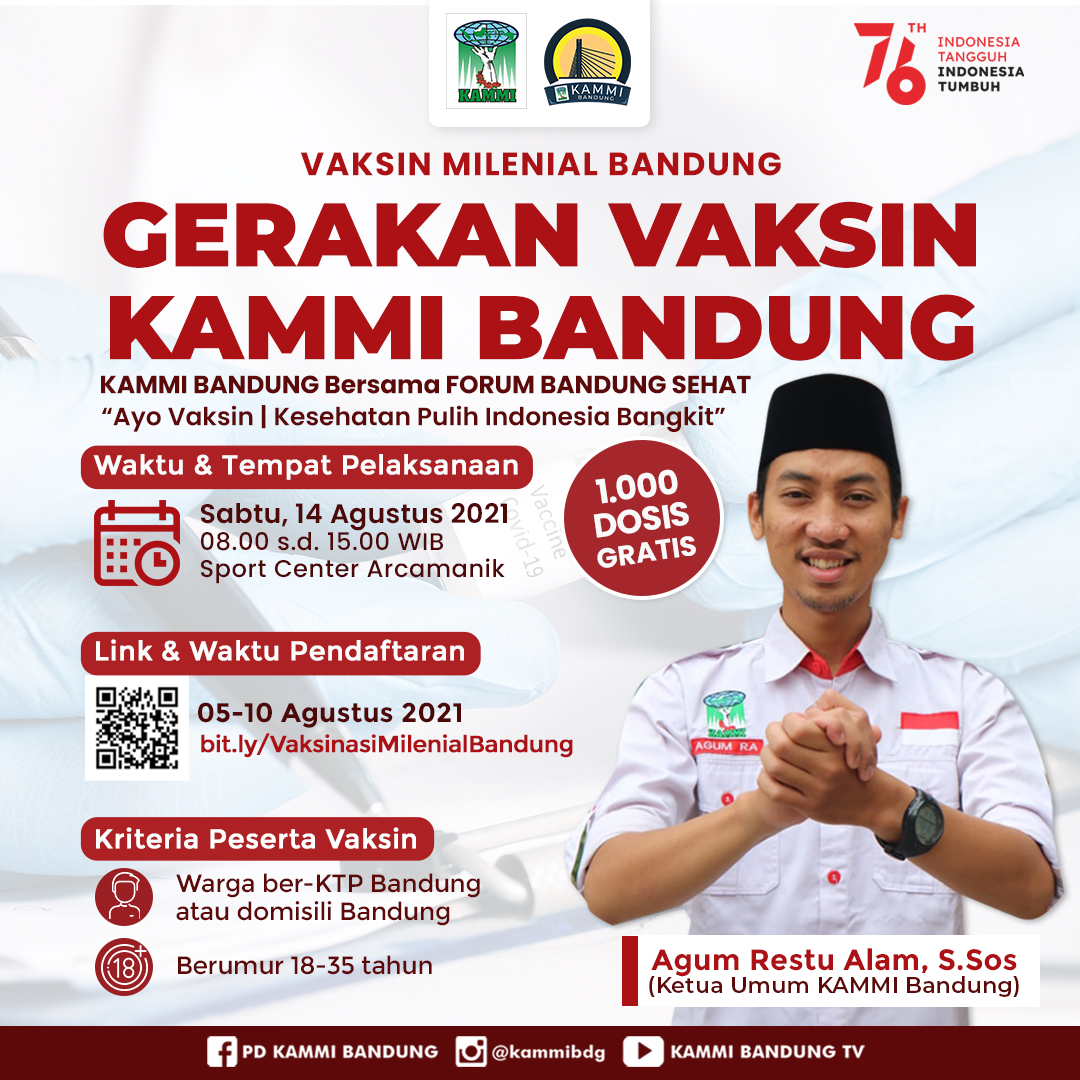 KAMMI
KAMMI
BANDUNG
76TH
INDONESIA
TANGGUH
INDONESIA
TUMBUH
VAKSIN MILENIAL BANDUNG
GERAKAN VAKSIN
KAMMI BANDUNG
KAMMI BANDUNG Bersama FORUM BANDUNG SEHAT
“Ayo Vaksin | Kesehatan Pulih Indonesia Bangkit”
Waktu & Tempat Pelaksanaan
Sabtu, 14 Agustus 2021
08.00 s.d. 15.00 WIB
Sport Center Arcamanik
Vaccine
Covid-19
1.000
DOSIS
GRATIS
Link & Waktu Pendaftaran
05-10 Agustus 2021
bit.ly/VaksinasiMilenialBandung
KAMMI
AGUM RA
Kriteria Peserta Vaksin
Warga ber-KTP Bandung
atau domisili Bandung
18+
Berumur 18-35 tahun
Agum Restu Alam, S.Sos
(Ketua Umum KAMMI Bandung)
PD KAMMI BANDUNG
@kammibdg
KAMMI BANDUNG TV